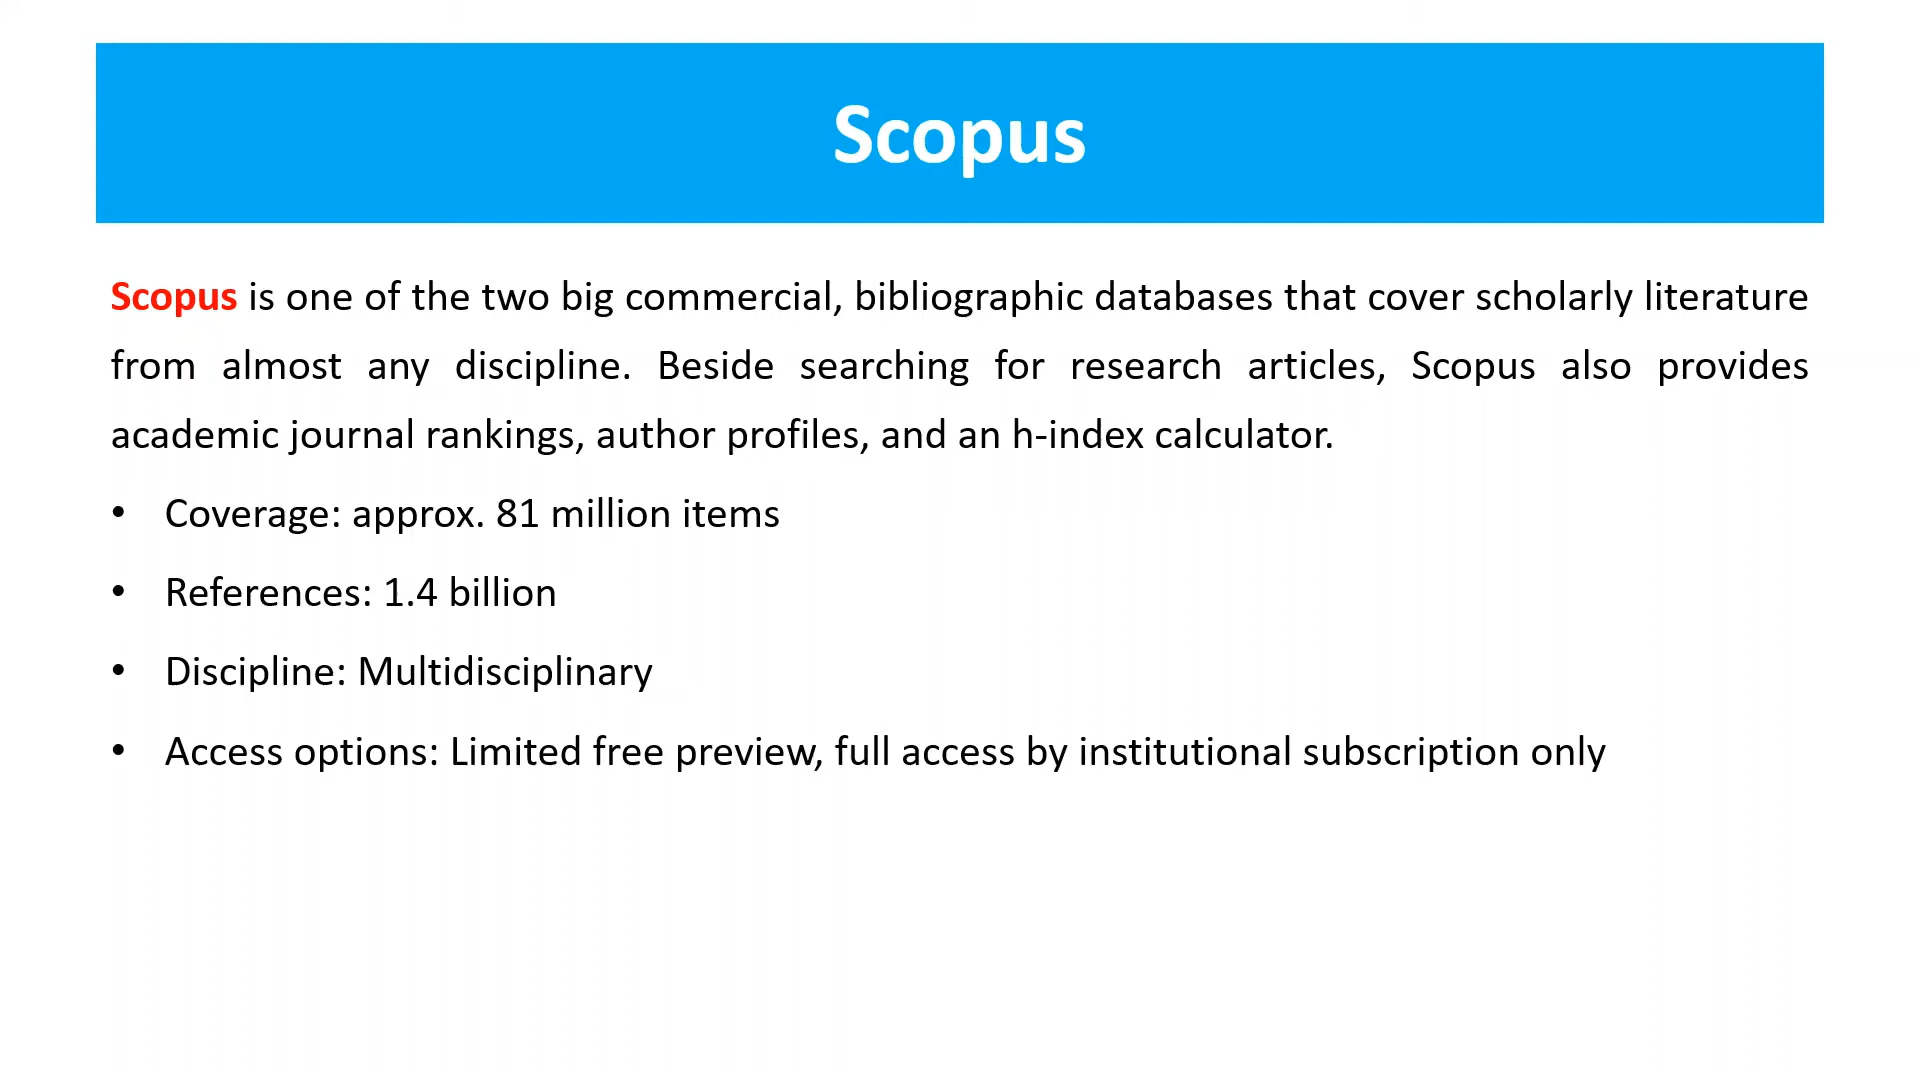 Scopus
Scopus is one of the two big commercial, bibliographic databases that cover scholarly literature
from almost any discipline. Beside searching for research articles, Scopus also provides
academic journal rankings, author profiles, and an h-index calculator.
• Coverage: approx. 81 million items
• References: 1.4 billion
• Discipline: Multidisciplinary
• Access options: Limited free preview, full access by institutional subscription only